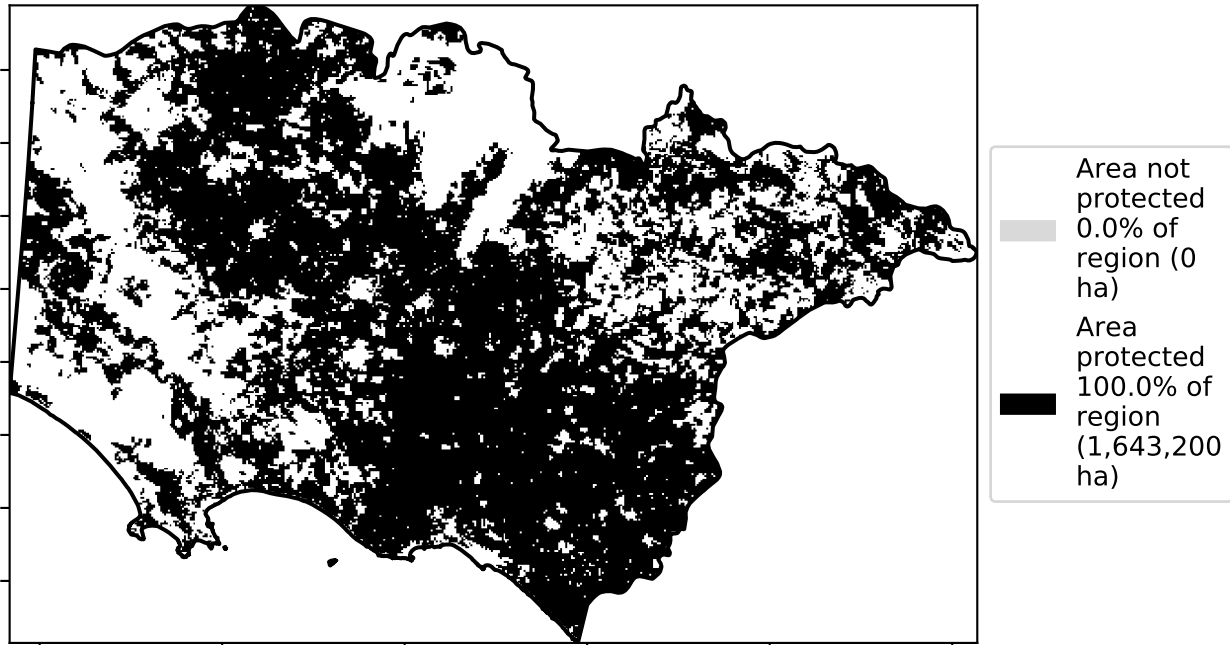 Area not
protected
0.0% of
region (0
ha)
Area
protected
100.0% of
region
(1,643,200
ha)